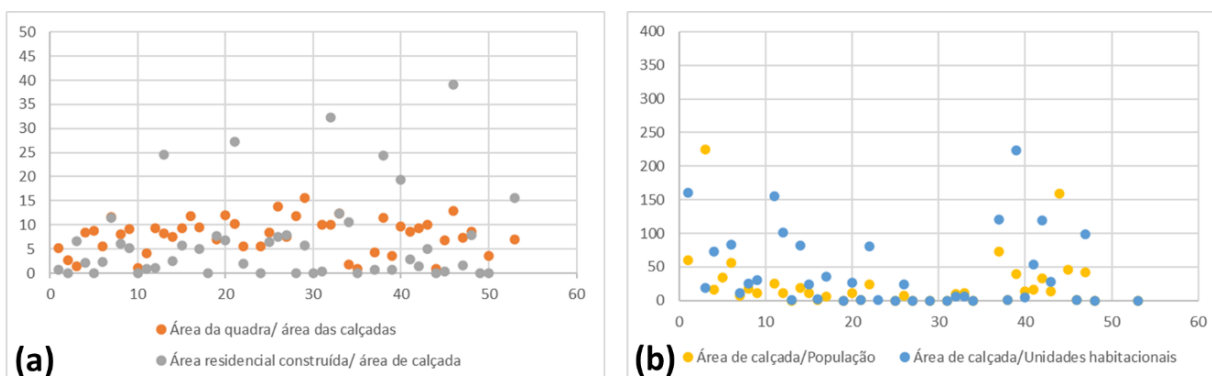 50
45
40
35
30
25
20
15
10
5
0
0 10 20 30 40 50 60
Área da quadra/ área das calçadas
Área residencial construída/ área de calçada
(a)
400
350
300
250
200
150
100
50
0
0 10 20 30 40 50 60
Área de calçada/População Área de calçada/Unidades habitacionais
(b)